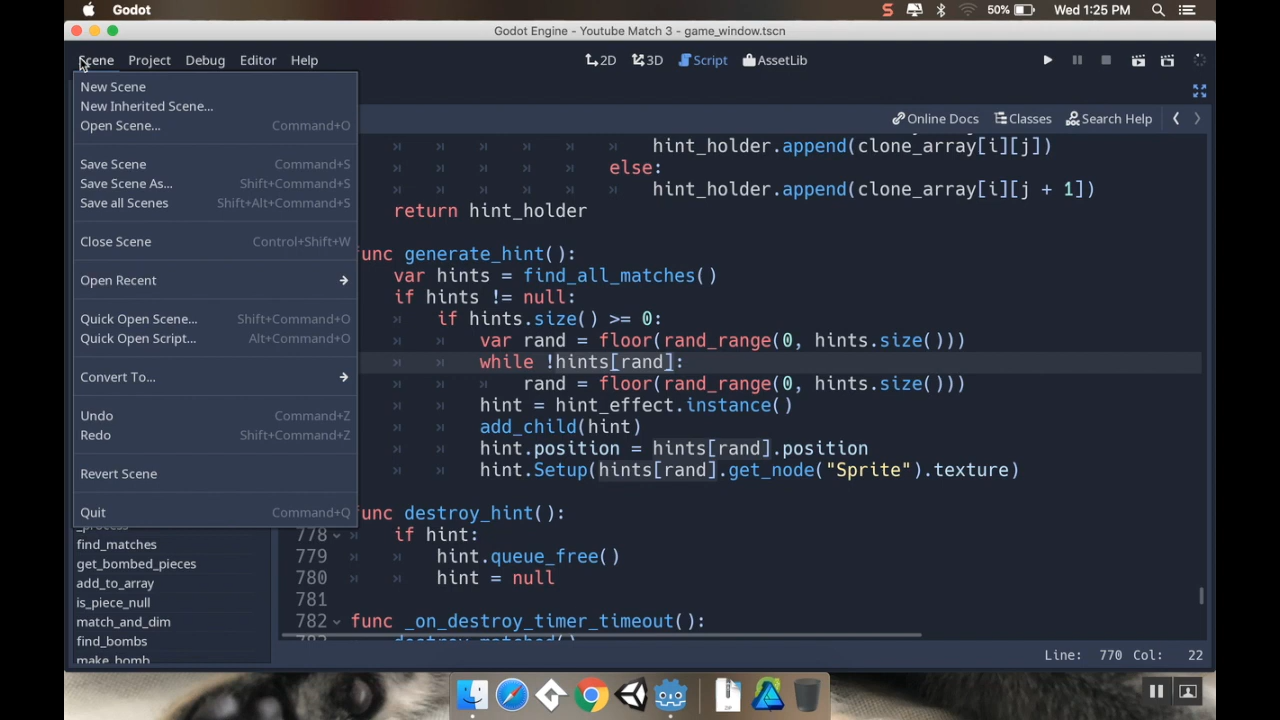 Godot
50%
Wed 1:25 PM
Godot Engine - Youtube Match 3 - game_window.tscn
Scene Project Debug Editor Help
2D 3D Script AssetLib
New Scene
New Inherited Scene...
Open Scene... Command+O
Save Scene Command+S
Save Scene As... Shift+Command+S
Save all Scenes Shift+Alt+Command+S
Close Scene Control+Shift+W
Open Recent
Quick Open Scene... Shift+Command+O
Quick Open Script... Alt+Command+O
Convert To...
Undo Command+Z
Redo Shift+Command+Z
Revert Scene
Quit Command+Q
_process
find_matches
get_bombed_pieces
add_to_array
is_piece_null
match_and_dim
find_bombs
make_bomb
Online Docs Classes Search Help
hint_holder.append(clone_array[i][j])
else:
hint_holder.append(clone_array[i][j + 1])
return hint_holder
func generate_hint():
var hints = find_all_matches()
if hints != null:
if hints.size() >= 0:
var rand = floor(rand_range(0, hints.size()))
while !hints[rand]:
rand = floor(rand_range(0, hints.size()))
hint = hint_effect.instance()
add_child(hint)
hint.position = hints[rand].position
hint.Setup(hints[rand].get_node("Sprite").texture)
func destroy_hint():
778 if hint:
779 hint.queue_free()
780 hint = null
781
782 func _on_destroy_timer_timeout():
destroy_matched()
Line: 770 Col: 22